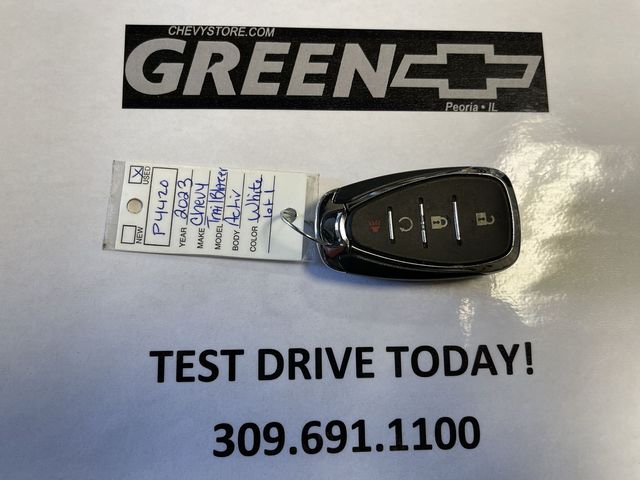 CHEVYSTORE.COM
GREEN
Peoria • IL
NEW
USED X
P4420
YEAR 2023
MAKE Chevy
MODEL TrailBlazer
BODY Activ
COLOR White
lot 1
TEST DRIVE TODAY!
309.691.1100